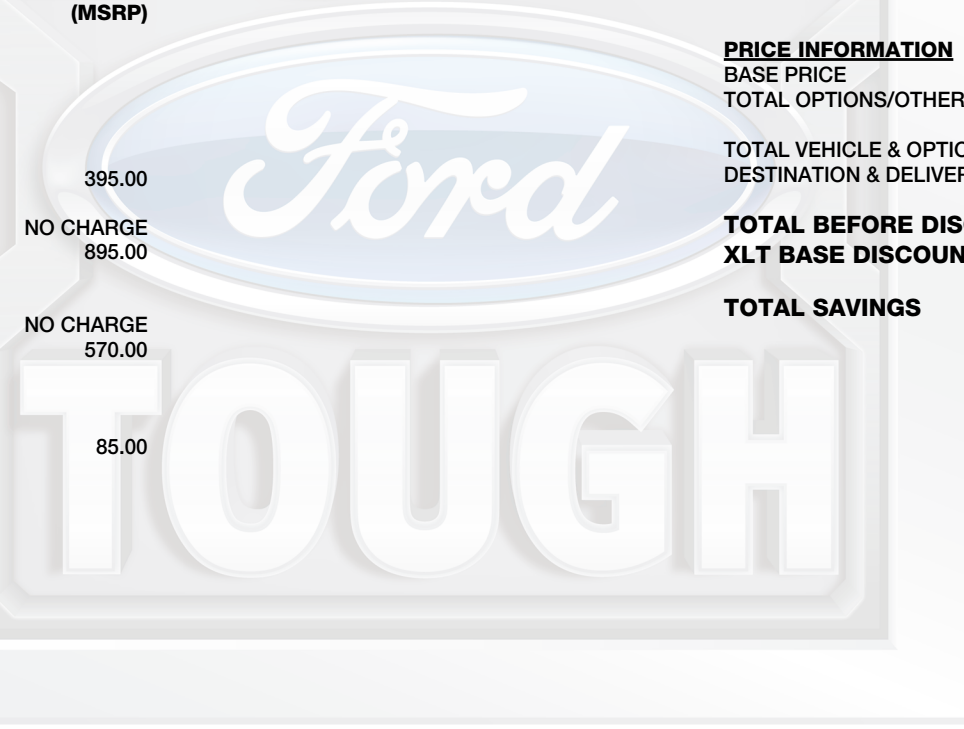 (MSRP)
395.00
NO CHARGE
895.00
NO CHARGE
570.00
85.00
PRICE INFORMATION
BASE PRICE
TOTAL OPTIONS/OTHER
TOTAL VEHICLE & OPTIO
DESTINATION & DELIVER
TOTAL BEFORE DIS
XLT BASE DISCOUN
TOTAL SAVINGS
Ford
TOUGH